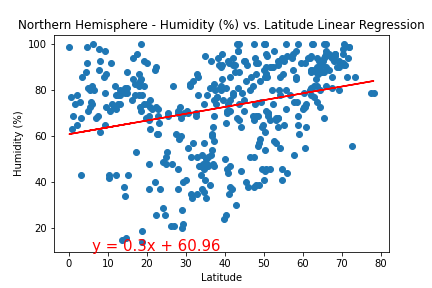 Northern Hemisphere - Humidity (%) vs. Latitude Linear Regression
100
80
60
40
20
Humidity (%)
y = 0.3x + 60.96
0 10 20 30 40 50 60 70 80
Latitude